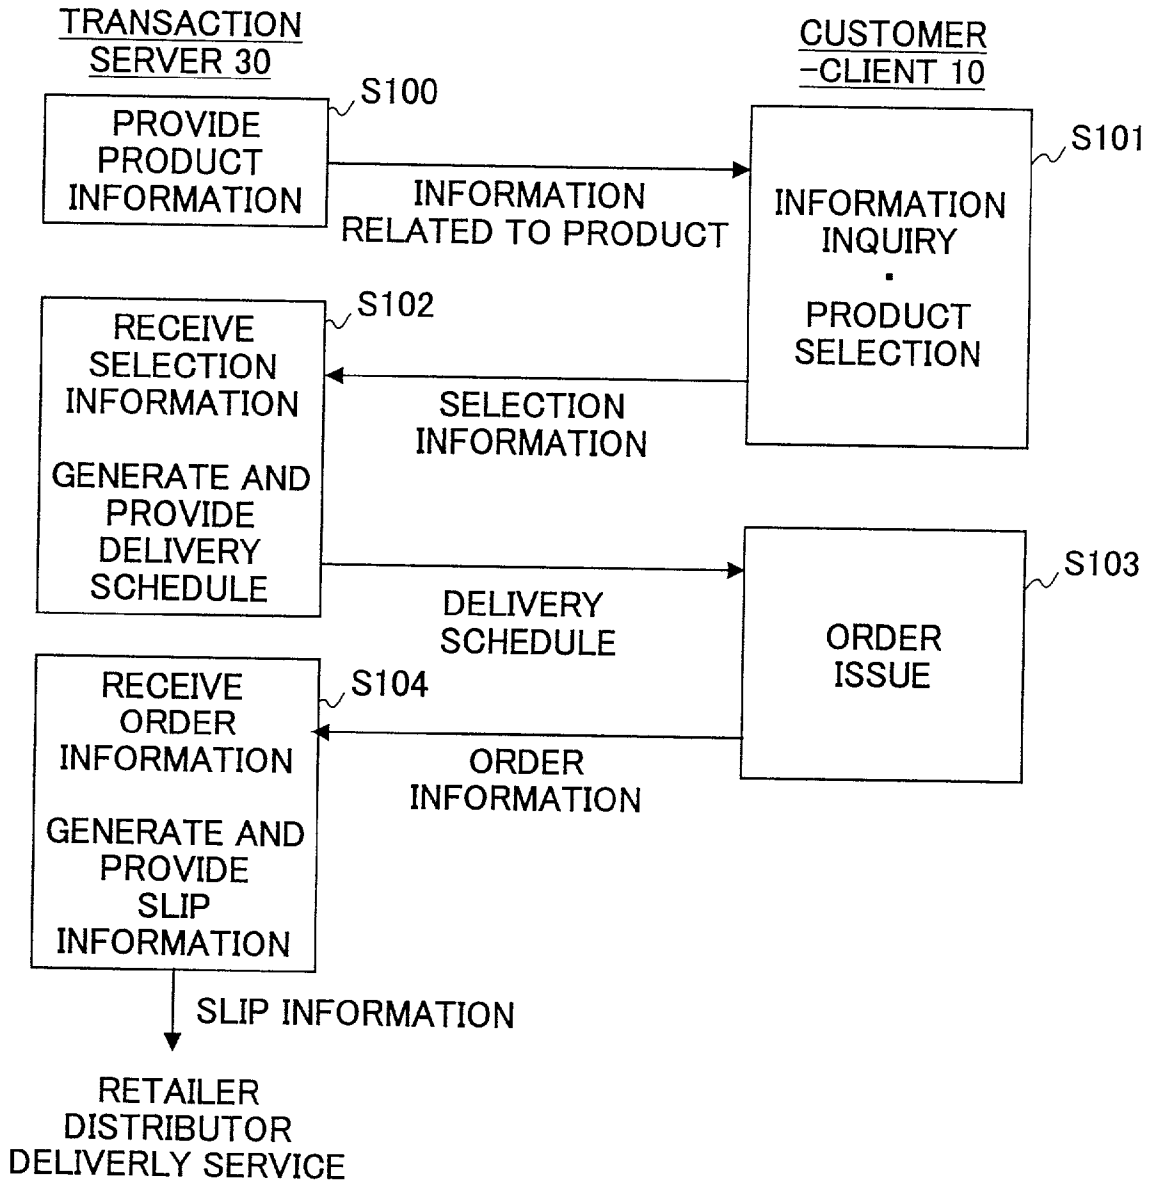 TRANSACTION
SERVER 30
CUSTOMER
-CLIENT 10
S100
PROVIDE
PRODUCT
INFORMATION
S101
INFORMATION
RELATED TO PRODUCT
INFORMATION
INQUIRY
・
PRODUCT
SELECTION
S102
RECEIVE
SELECTION
INFORMATION
GENERATE AND
PROVIDE
DELIVERY
SCHEDULE
SELECTION
INFORMATION
DELIVERY
SCHEDULE
S103
ORDER
ISSUE
S104
RECEIVE
ORDER
INFORMATION
GENERATE AND
PROVIDE
SLIP
INFORMATION
ORDER
INFORMATION
SLIP INFORMATION
RETAILER
DISTRIBUTOR
DELIVERLY SERVICE